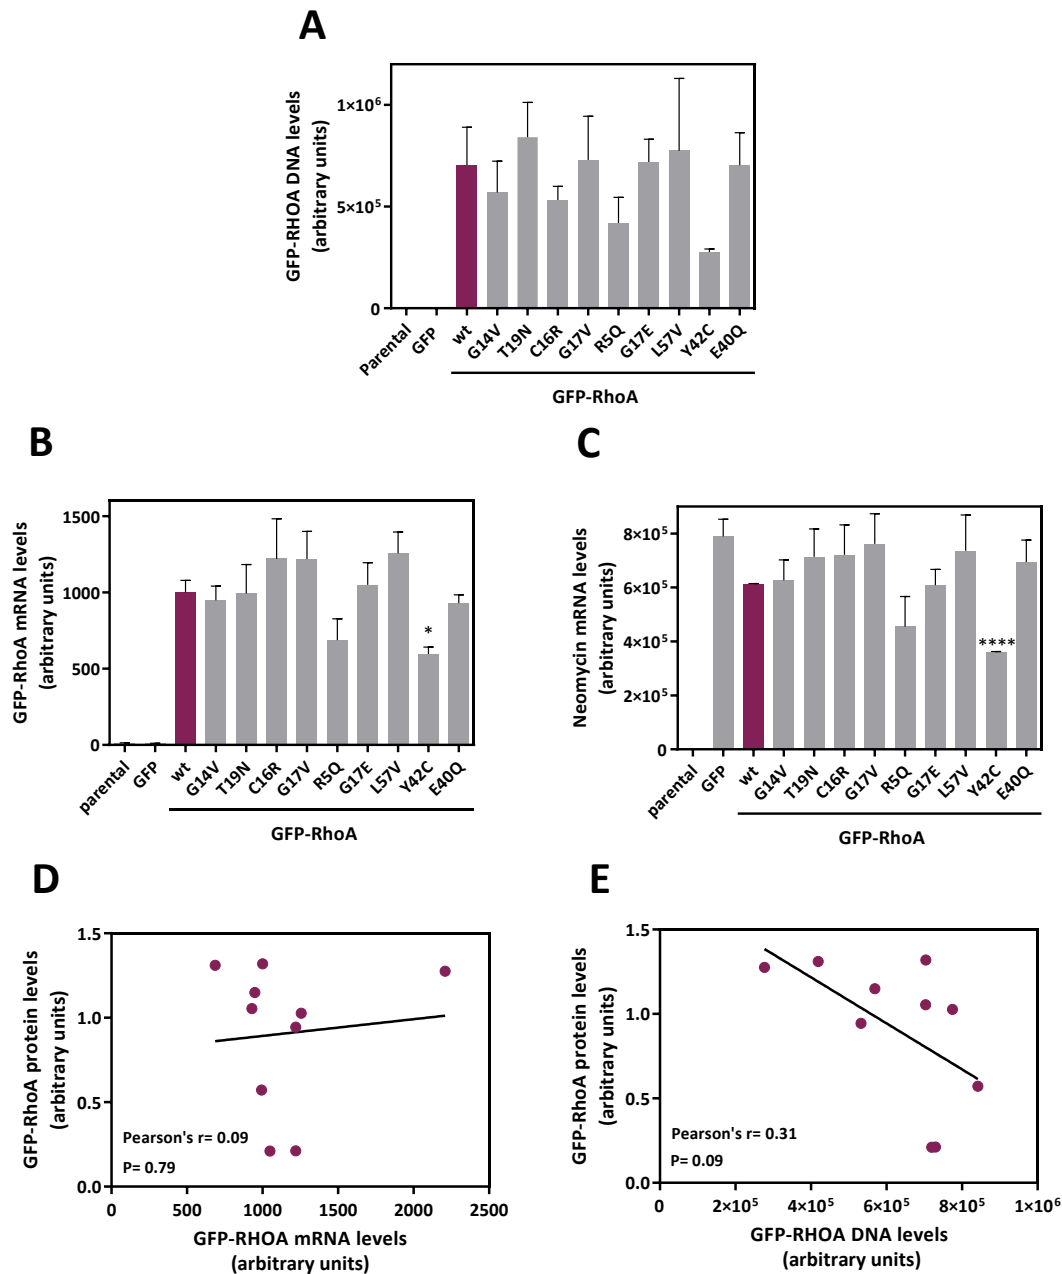 A
GFP-RHOA DNA levels
(arbitrary units)
1×10⁶
5×10⁵
0
Parental
GFP
wt
G14V
T19N
C16R
G17V
R5Q
G17E
L57V
Y42C
E40Q
GFP-RhoA
B
GFP-RhoA mRNA levels
(arbitrary units)
1500
1000
500
0
*
parental
GFP
wt
G14V
T19N
C16R
G17V
R5Q
G17E
L57V
Y42C
E40Q
GFP-RhoA
C
Neomycin mRNA levels
(arbitrary units)
8×10⁵
6×10⁵
4×10⁵
2×10⁵
0
****
parental
GFP
wt
G14V
T19N
C16R
G17V
R5Q
G17E
L57V
Y42C
E40Q
GFP-RhoA
D
GFP-RhoA protein levels
(arbitrary units)
1.5
1.0
0.5
0.0
Pearson's r= 0.09
P= 0.79
0 500 1000 1500 2000 2500
GFP-RHOA mRNA levels
(arbitrary units)
E
GFP-RhoA protein levels
(arbitrary units)
1.5
1.0
0.5
0.0
Pearson's r= 0.31
P= 0.09
0 2×10⁵ 4×10⁵ 6×10⁵ 8×10⁵ 1×10⁶
GFP-RHOA DNA levels
(arbitrary units)